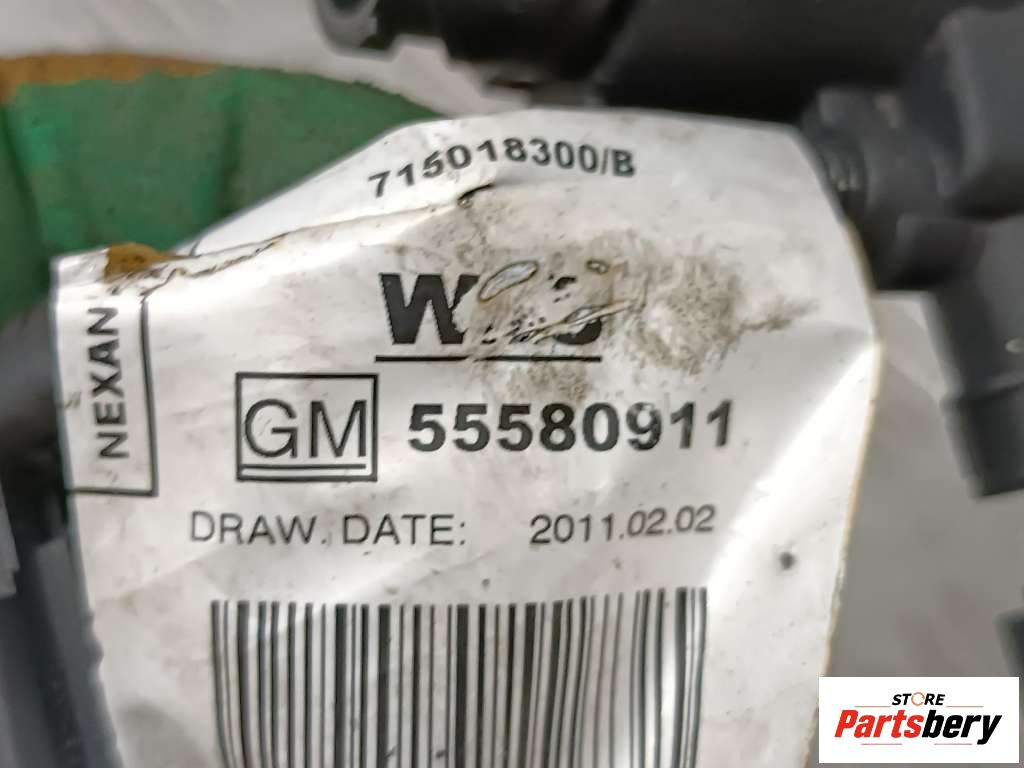 715018300/B
NEXAN
GM 55580911
DRAW. DATE: 2011.02.02
STORE
Partsbery